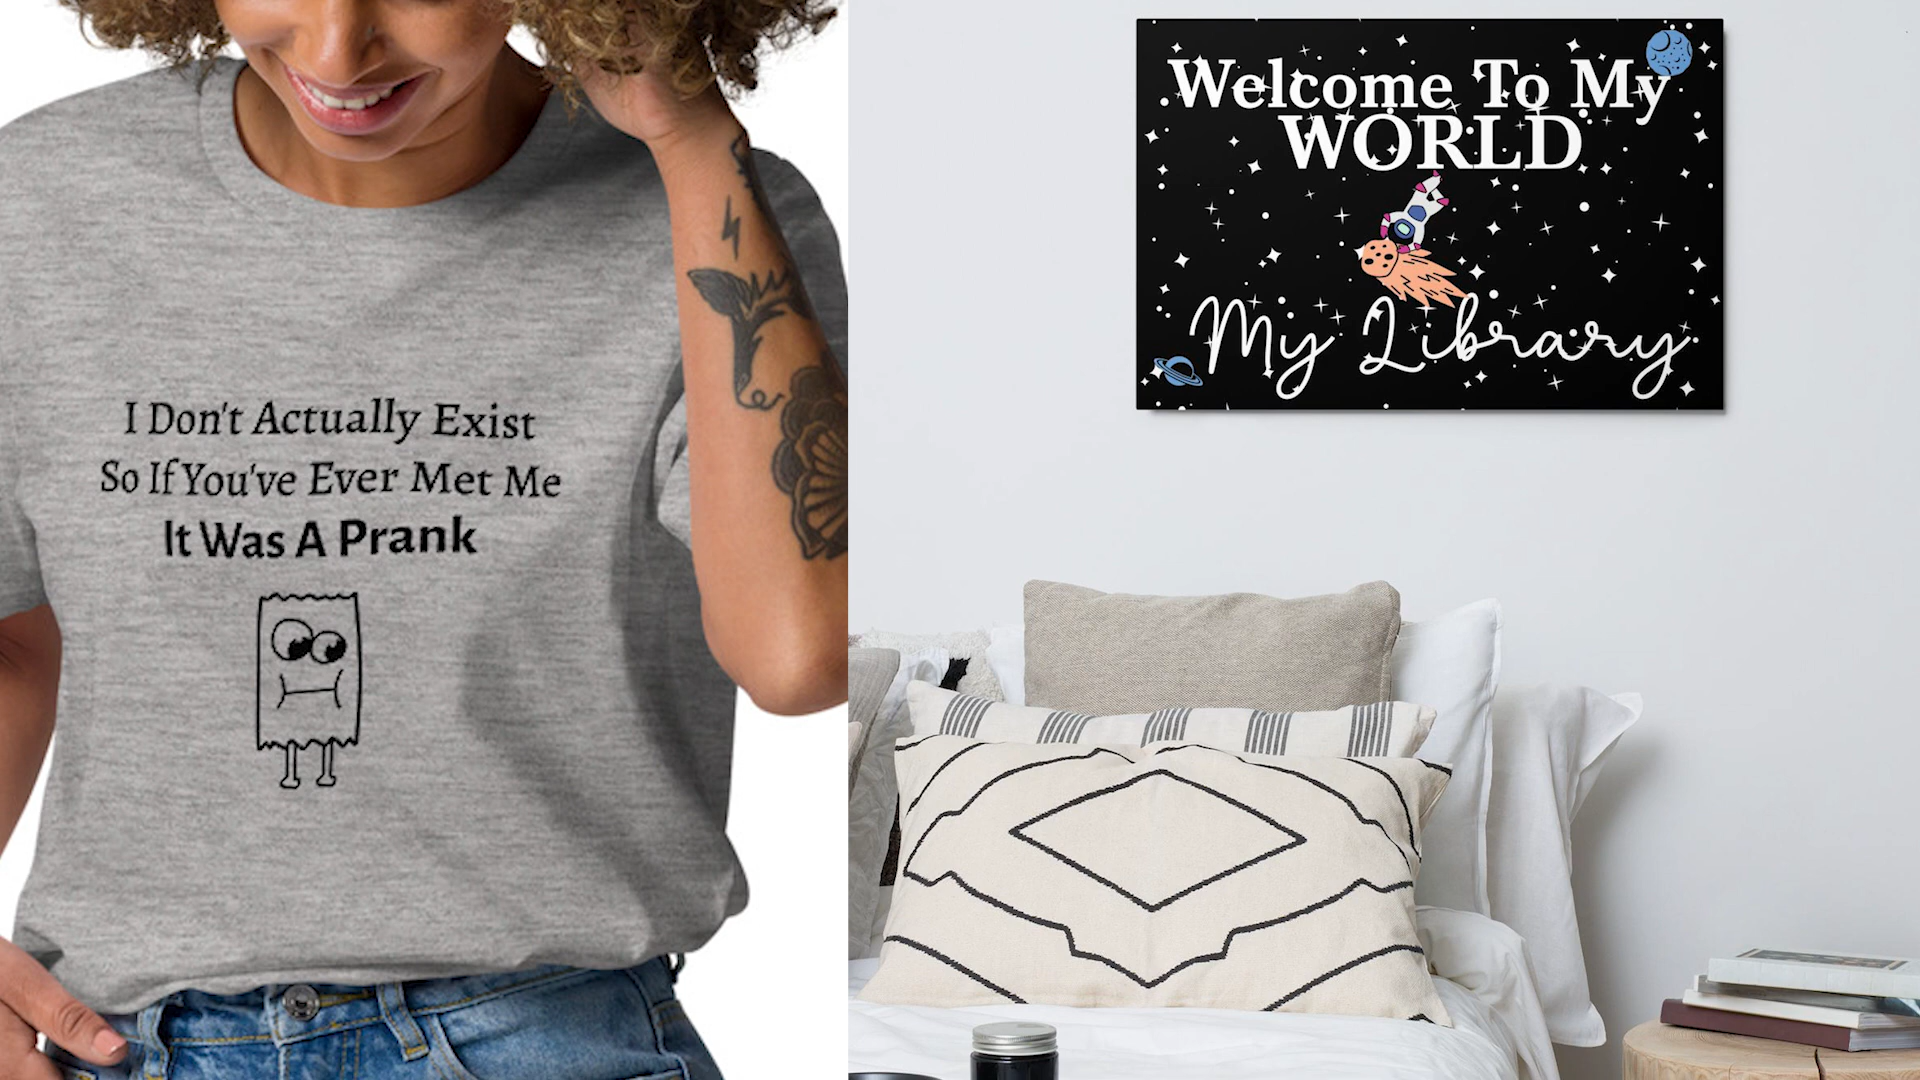 I Don't Actually Exist
So If You've Ever Met Me
It Was A Prank
Welcome To My
WORLD
My Library